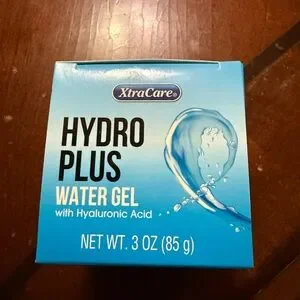 XtraCare®
HYDRO
PLUS
WATER GEL
with Hyaluronic Acid
NET WT. 3 OZ (85 g)